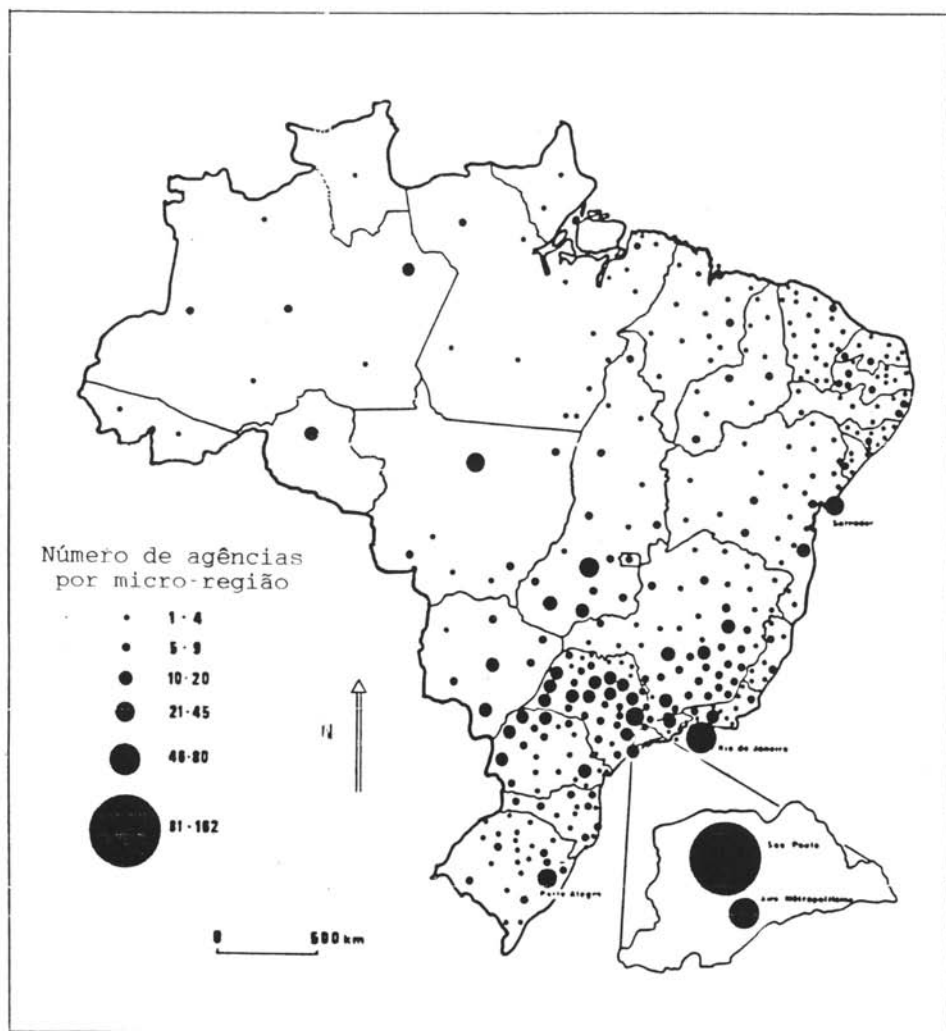 Número de agências
por micro-região
1 - 4
5 - 9
10 - 20
21 - 45
46 - 80
81 - 162
N
0 500 km
Salvador
Rio de Janeiro
Porto Alegre
São Paulo